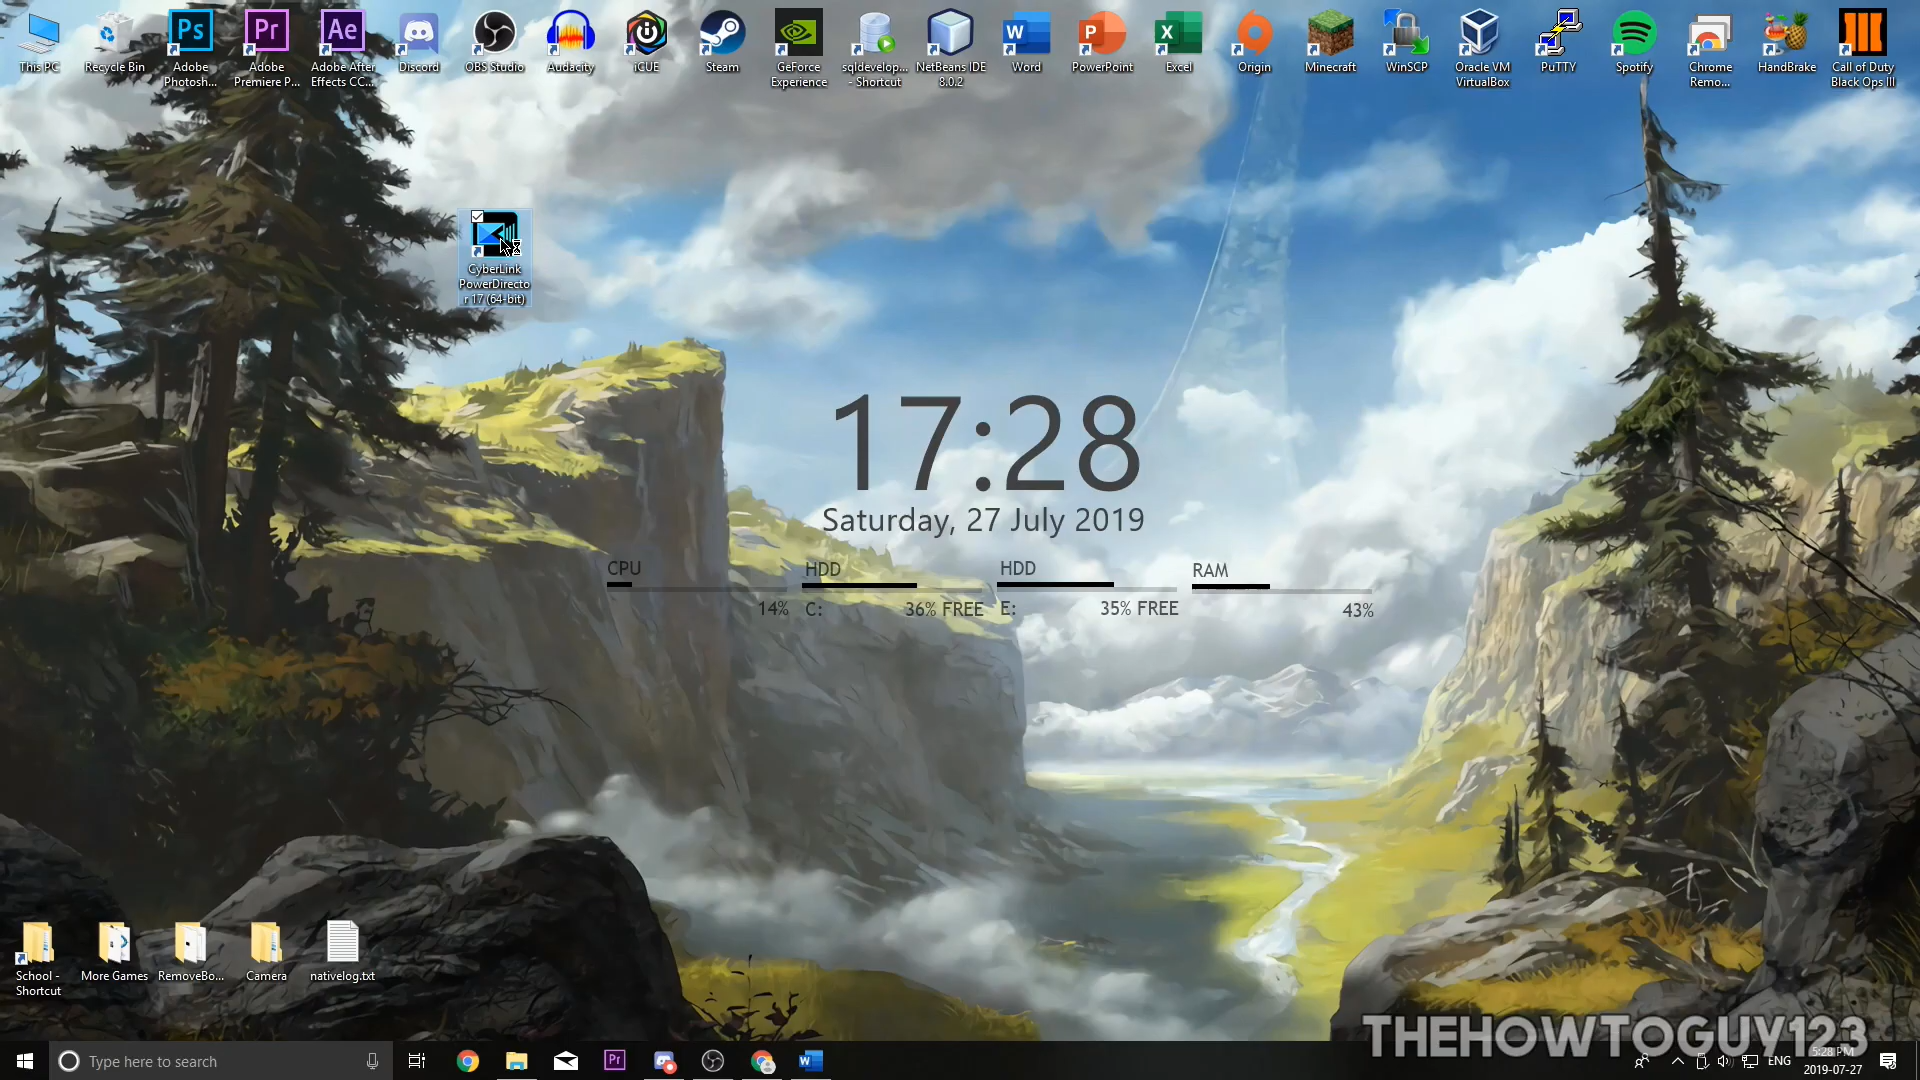 This PC
Recycle Bin
Ps
Adobe
Photosh...
Pr
Adobe
Premiere P...
Ae
Adobe After
Effects CC...
Discord
OBS Studio
Audacity
iCUE
Steam
GeForce
Experience
sqldevelop...
- Shortcut
NetBeans IDE
8.0.2
W
Word
P
PowerPoint
X
Excel
Origin
Minecraft
WinSCP
Oracle VM
VirtualBox
PuTTY
Spotify
Chrome
Remo...
HandBrake
Call of Duty
Black Ops III
CyberLink
PowerDirecto
r 17 (64-bit)
17:28
Saturday, 27 July 2019
CPU
14%
HDD
C: 36% FREE
HDD
E: 35% FREE
RAM
43%
School -
Shortcut
More Games
RemoveBo...
Camera
nativelog.txt
THEHOWTOGUY123
Type here to search
Pr
W
ENG
5:28 PM
2019-07-27